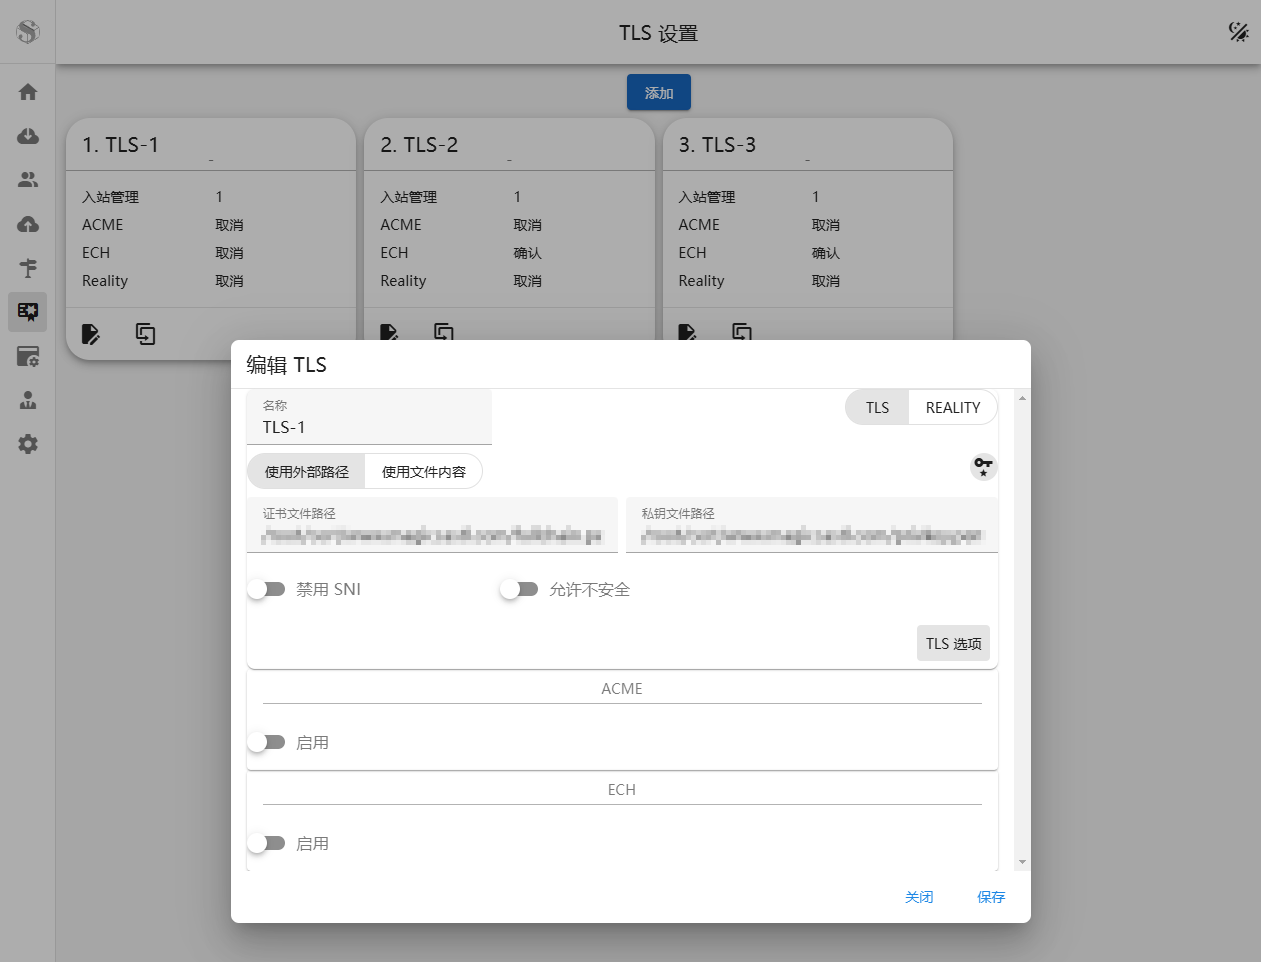 TLS 设置
添加
1. TLS-1
-
入站管理 1
ACME 取消
ECH 取消
Reality 取消
2. TLS-2
-
入站管理 1
ACME 取消
ECH 确认
Reality 取消
3. TLS-3
-
入站管理 1
ACME 取消
ECH 确认
Reality 取消
编辑 TLS
名称
TLS-1
TLS REALITY
使用外部路径 使用文件内容
证书文件路径
私钥文件路径
禁用 SNI 允许不安全
TLS 选项
ACME
启用
ECH
启用
关闭 保存